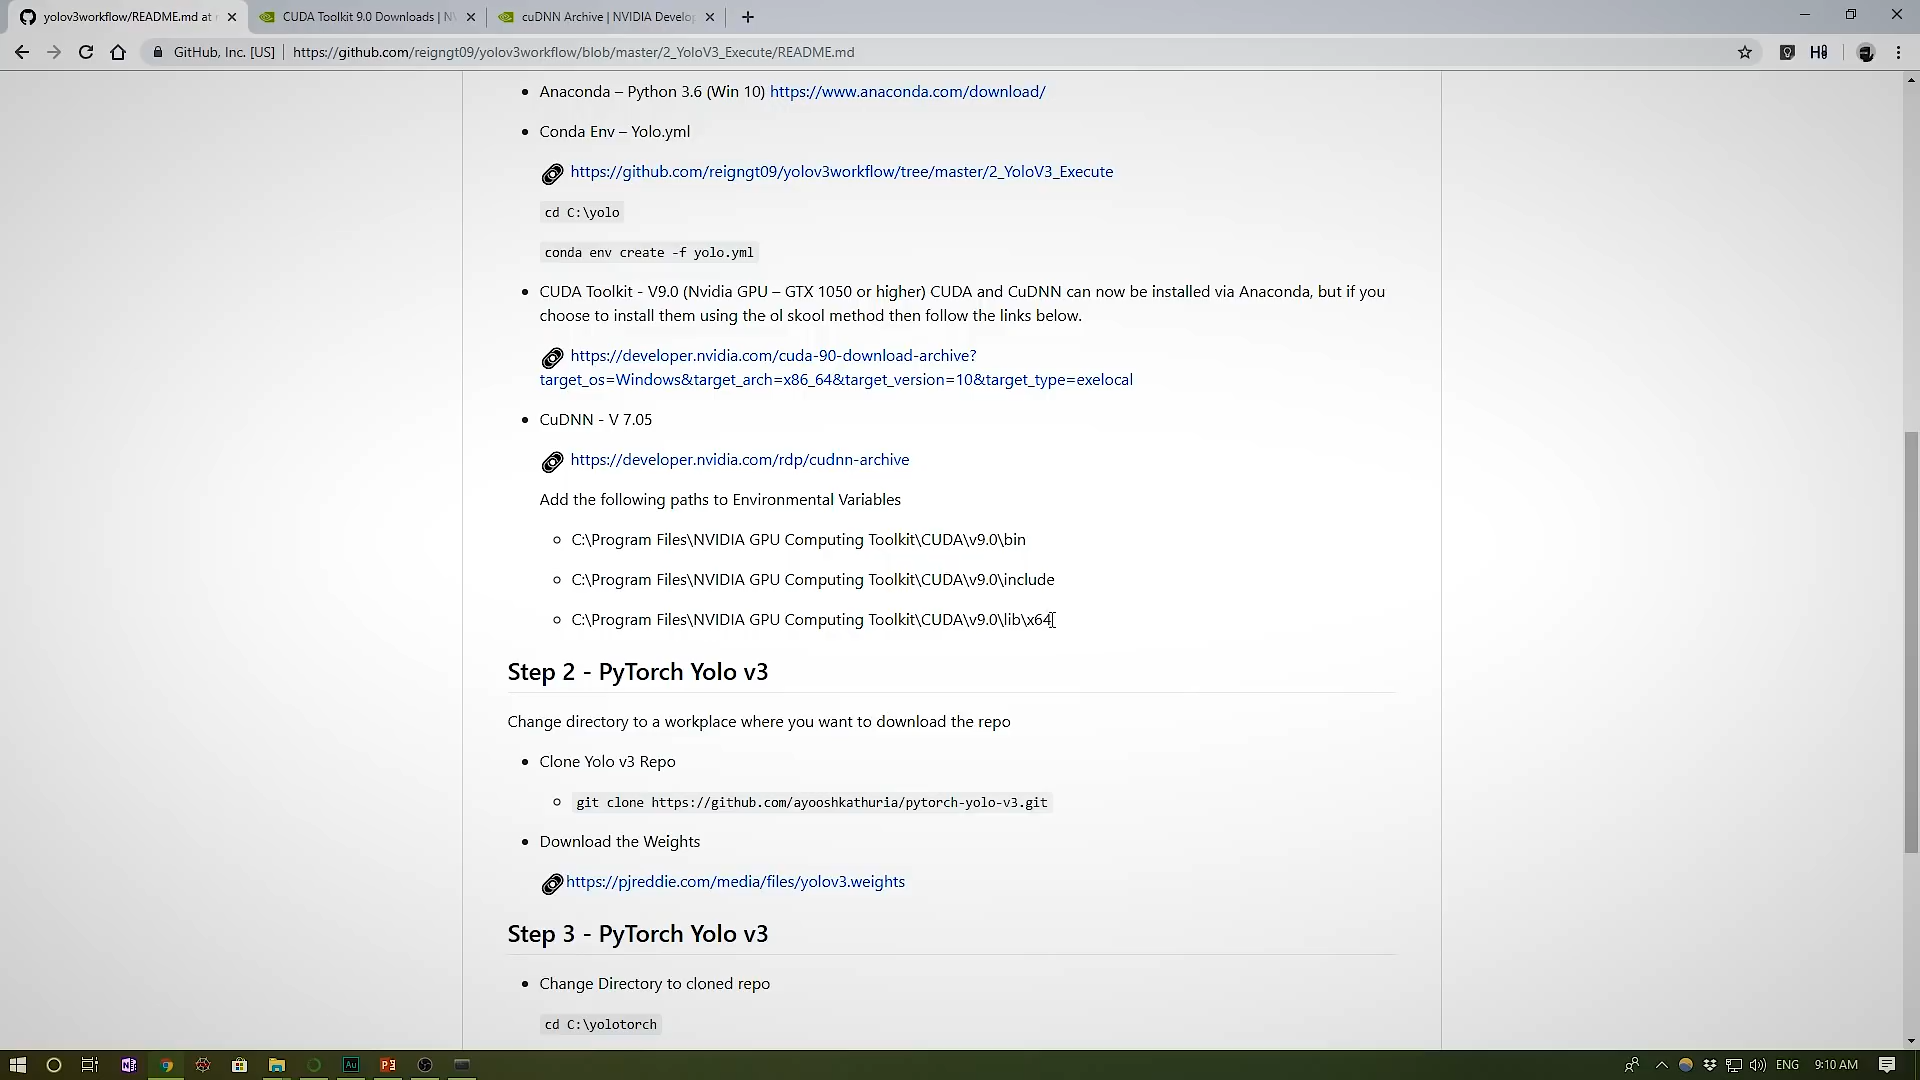 yolov3workflow/README.md at
CUDA Toolkit 9.0 Downloads | NV
cuDNN Archive | NVIDIA Develop
GitHub, Inc. [US]
https://github.com/reigngt09/yolov3workflow/blob/master/2_YoloV3_Execute/README.md
Anaconda – Python 3.6 (Win 10) https://www.anaconda.com/download/
Conda Env – Yolo.yml
https://github.com/reigngt09/yolov3workflow/tree/master/2_YoloV3_Execute
cd C:\yolo
conda env create -f yolo.yml
CUDA Toolkit - V9.0 (Nvidia GPU – GTX 1050 or higher) CUDA and CuDNN can now be installed via Anaconda, but if you
choose to install them using the ol skool method then follow the links below.
https://developer.nvidia.com/cuda-90-download-archive?
target_os=Windows&target_arch=x86_64&target_version=10&target_type=exelocal
CuDNN - V 7.05
https://developer.nvidia.com/rdp/cudnn-archive
Add the following paths to Environmental Variables
C:\Program Files\NVIDIA GPU Computing Toolkit\CUDA\v9.0\bin
C:\Program Files\NVIDIA GPU Computing Toolkit\CUDA\v9.0\include
C:\Program Files\NVIDIA GPU Computing Toolkit\CUDA\v9.0\lib\x64
Step 2 - PyTorch Yolo v3
Change directory to a workplace where you want to download the repo
Clone Yolo v3 Repo
git clone https://github.com/ayooshkathuria/pytorch-yolo-v3.git
Download the Weights
https://pjreddie.com/media/files/yolov3.weights
Step 3 - PyTorch Yolo v3
Change Directory to cloned repo
cd C:\yolotorch
ENG
9:10 AM